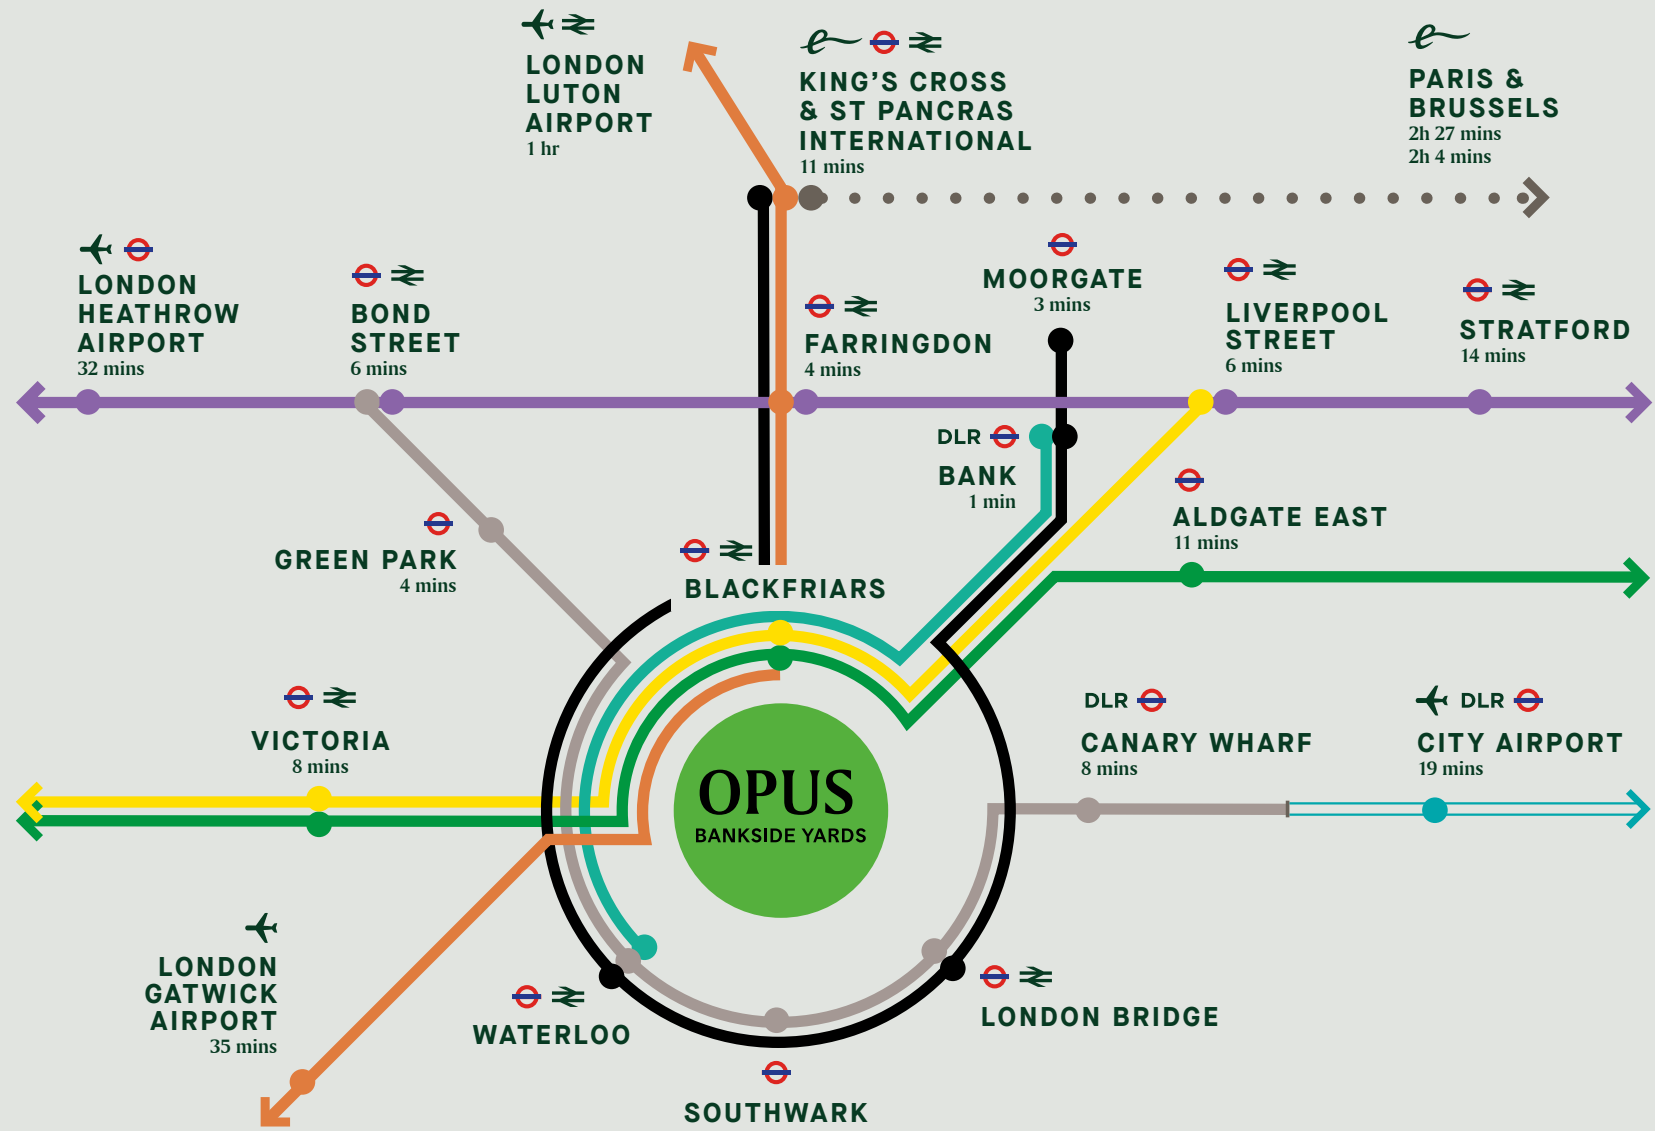 LONDON
LUTON
AIRPORT
1 hr
KING'S CROSS
& ST PANCRAS
INTERNATIONAL
11 mins
PARIS &
BRUSSELS
2h 27 mins
2h 4 mins
LONDON
HEATHROW
AIRPORT
32 mins
BOND
STREET
6 mins
FARRINGDON
4 mins
MOORGATE
3 mins
LIVERPOOL
STREET
6 mins
STRATFORD
14 mins
DLR
BANK
1 min
ALDGATE EAST
11 mins
GREEN PARK
4 mins
BLACKFRIARS
VICTORIA
8 mins
OPUS
BANKSIDE YARDS
DLR
CANARY WHARF
8 mins
DLR
CITY AIRPORT
19 mins
LONDON
GATWICK
AIRPORT
35 mins
WATERLOO
LONDON BRIDGE
SOUTHWARK